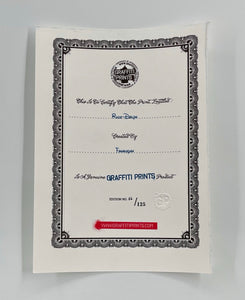 GRAFFITI
PRINTS
This Is To Certify That The Print Entitled
Created By
Is A Genuine GRAFFITI PRINTS Product
EDITION NO. /125
WWW.GRAFFITIPRINTS.COM